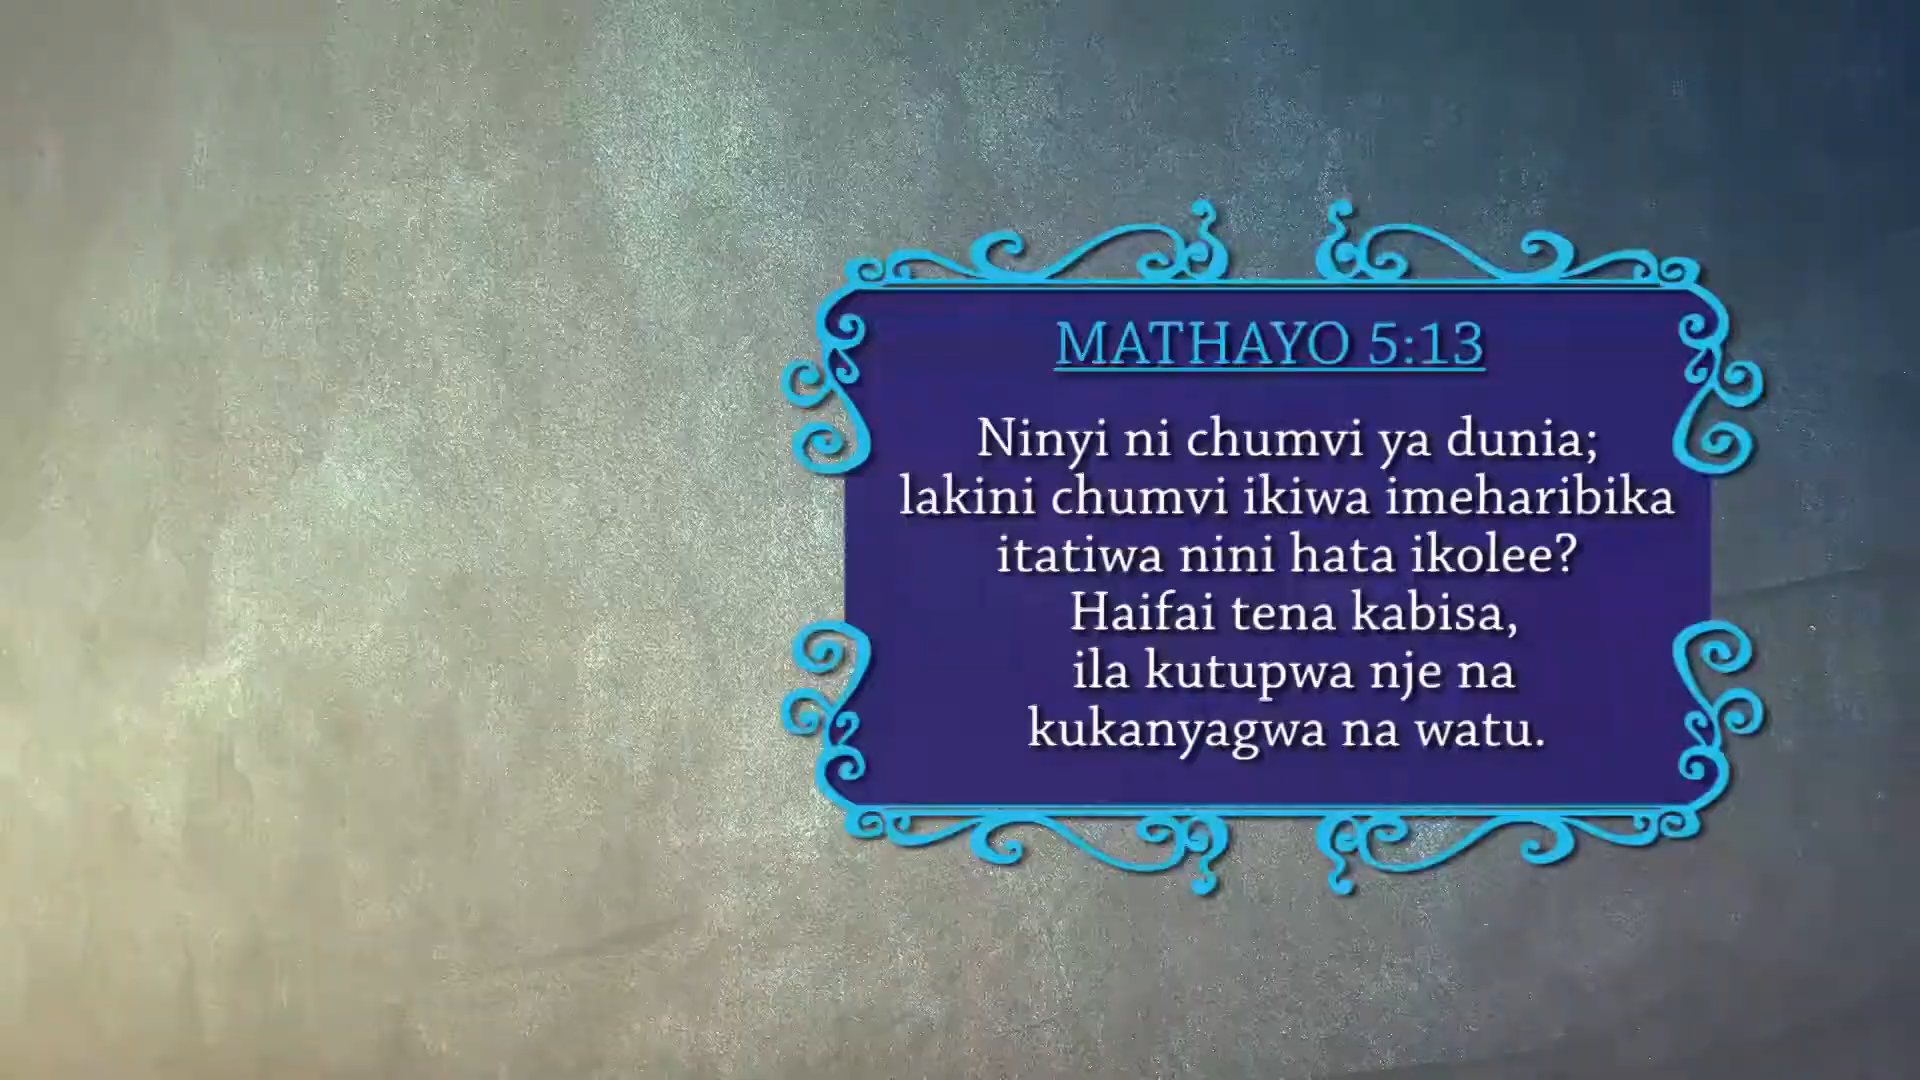 MATHAYO 5:13
Ninyi ni chumvi ya dunia;
lakini chumvi ikiwa imeharibika
itatiwa nini hata ikolee?
Haifai tena kabisa,
ila kutupwa nje na
kukanyagwa na watu.